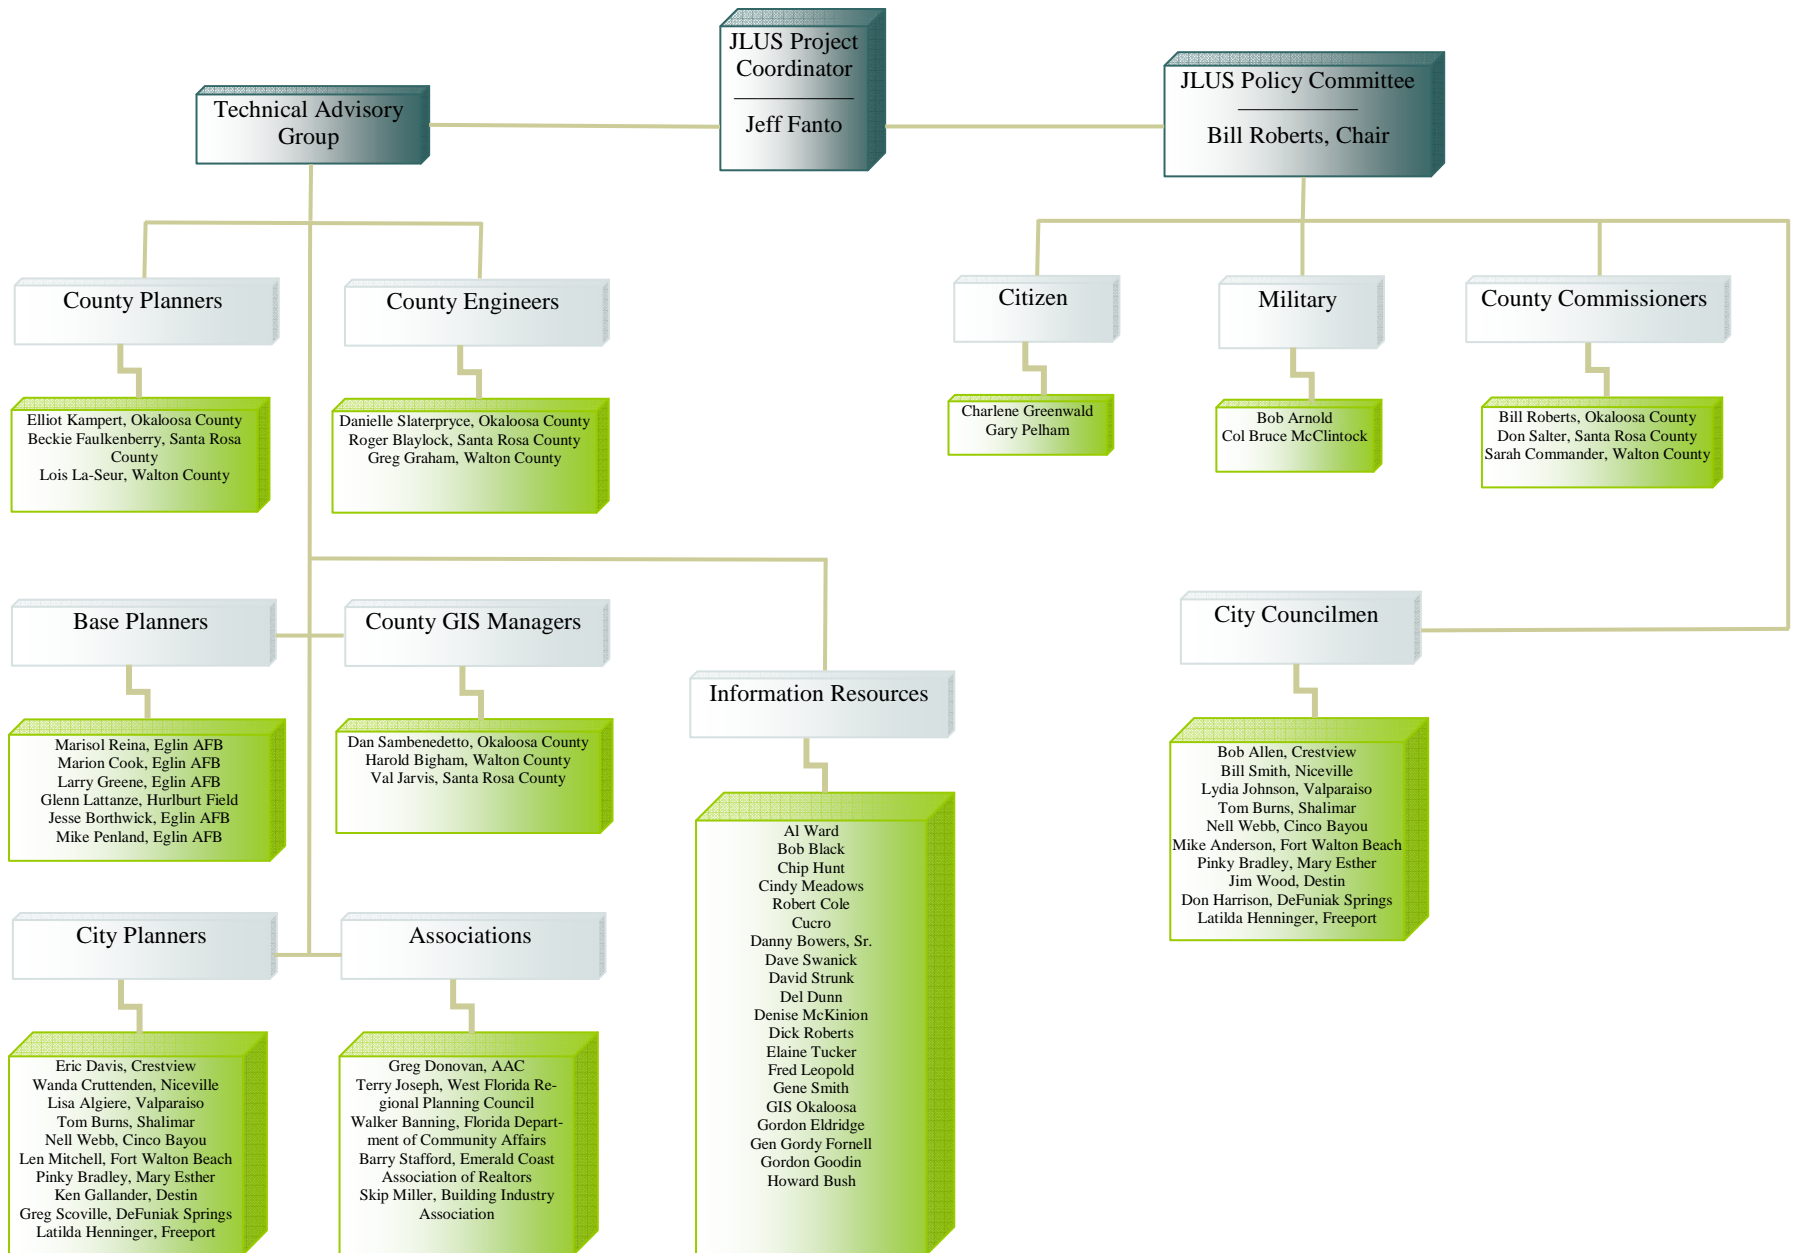 JLUS Project
Coordinator
Jeff Fanto
Technical Advisory
Group
JLUS Policy Committee
Bill Roberts, Chair
County Planners
Elliot Kampert, Okaloosa County
Beckie Faulkenberry, Santa Rosa
County
Lois La-Seur, Walton County
County Engineers
Danielle Slaterpryce, Okaloosa County
Roger Blaylock, Santa Rosa County
Greg Graham, Walton County
Citizen
Charlene Greenwald
Gary Pelham
Military
Bob Arnold
Col Bruce McClintock
County Commissioners
Bill Roberts, Okaloosa County
Don Salter, Santa Rosa County
Sarah Commander, Walton County
Base Planners
Marisol Reina, Eglin AFB
Marion Cook, Eglin AFB
Larry Greene, Eglin AFB
Glenn Lattanze, Hurlburt Field
Jesse Borthwick, Eglin AFB
Mike Penland, Eglin AFB
County GIS Managers
Dan Sambenedetto, Okaloosa County
Harold Bigham, Walton County
Val Jarvis, Santa Rosa County
Information Resources
Al Ward
Bob Black
Chip Hunt
Cindy Meadows
Robert Cole
Cucro
Danny Bowers, Sr.
Dave Swanick
David Strunk
Del Dunn
Denise McKinion
Dick Roberts
Elaine Tucker
Fred Leopold
Gene Smith
GIS Okaloosa
Gordon Eldridge
Gen Gordy Fornell
Gordon Goodin
Howard Bush
City Councilmen
Bob Allen, Crestview
Bill Smith, Niceville
Lydia Johnson, Valparaiso
Tom Burns, Shalimar
Nell Webb, Cinco Bayou
Mike Anderson, Fort Walton Beach
Pinky Bradley, Mary Esther
Jim Wood, Destin
Don Harrison, DeFuniak Springs
Latilda Henninger, Freeport
City Planners
Eric Davis, Crestview
Wanda Cruttenden, Niceville
Lisa Algiere, Valparaiso
Tom Burns, Shalimar
Nell Webb, Cinco Bayou
Len Mitchell, Fort Walton Beach
Pinky Bradley, Mary Esther
Ken Gallander, Destin
Greg Scoville, DeFuniak Springs
Latilda Henninger, Freeport
Associations
Greg Donovan, AAC
Terry Joseph, West Florida Re-
gional Planning Council
Walker Banning, Florida Depart-
ment of Community Affairs
Barry Stafford, Emerald Coast
Association of Realtors
Skip Miller, Building Industry
Association